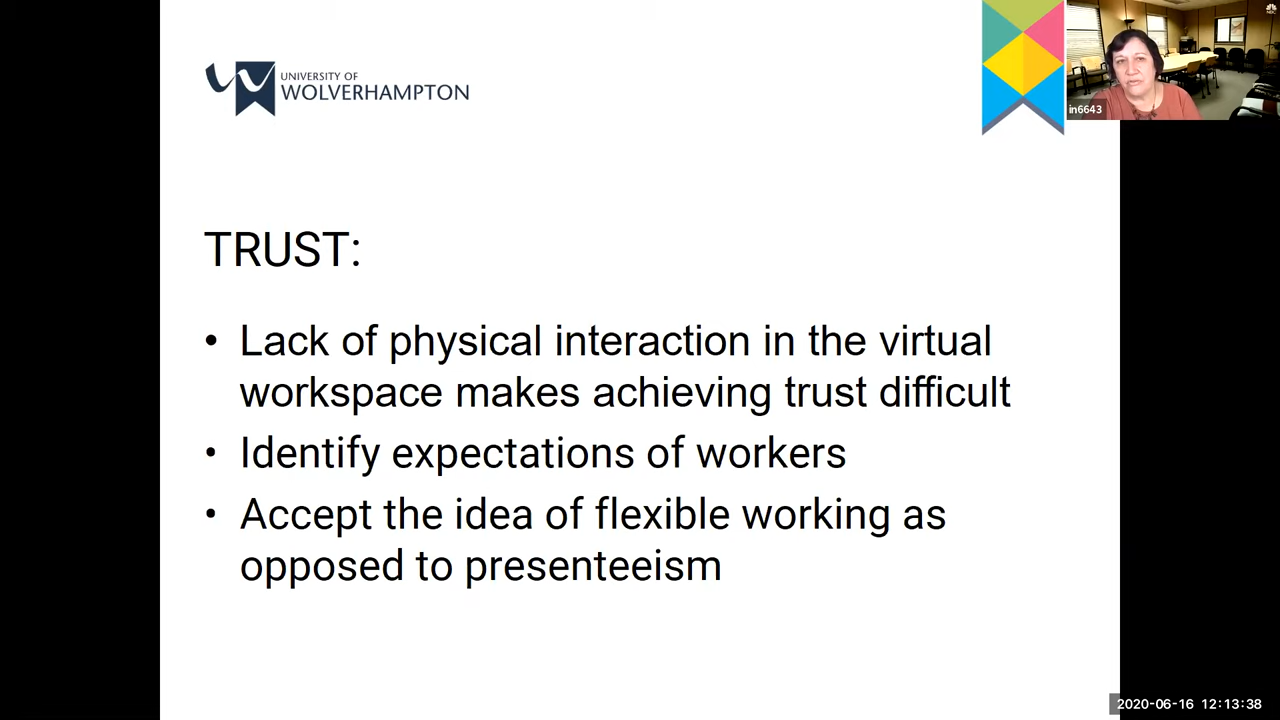 UNIVERSITY OF
WOLVERHAMPTON
in6643
TRUST:
• Lack of physical interaction in the virtual
workspace makes achieving trust difficult
• Identify expectations of workers
• Accept the idea of flexible working as
opposed to presenteeism
2020-06-16 12:13:38